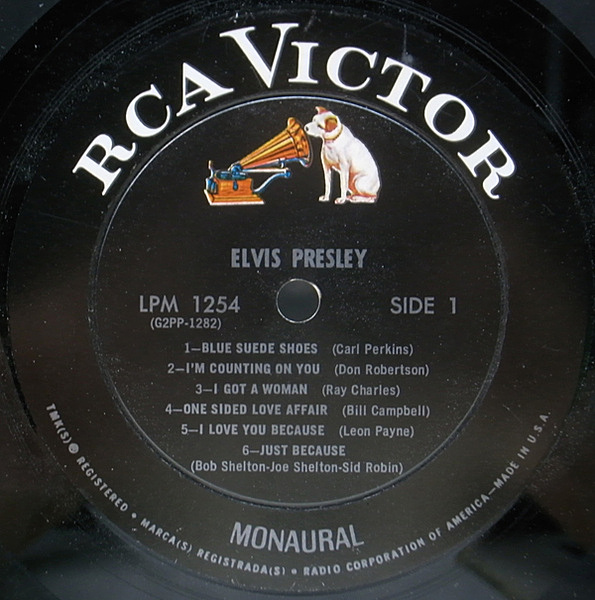 RCA VICTOR
ELVIS PRESLEY
LPM 1254
(G2PP-1282)
SIDE 1
1—BLUE SUEDE SHOES (Carl Perkins)
2—I'M COUNTING ON YOU (Don Robertson)
3—I GOT A WOMAN (Ray Charles)
4—ONE SIDED LOVE AFFAIR (Bill Campbell)
5—I LOVE YOU BECAUSE (Leon Payne)
6—JUST BECAUSE
(Bob Shelton-Joe Shelton-Sid Robin)
MONAURAL
TMK(S) ® REGISTERED • MARCA(S) REGISTRADA(S) • RADIO CORPORATION OF AMERICA—MADE IN U.S.A.